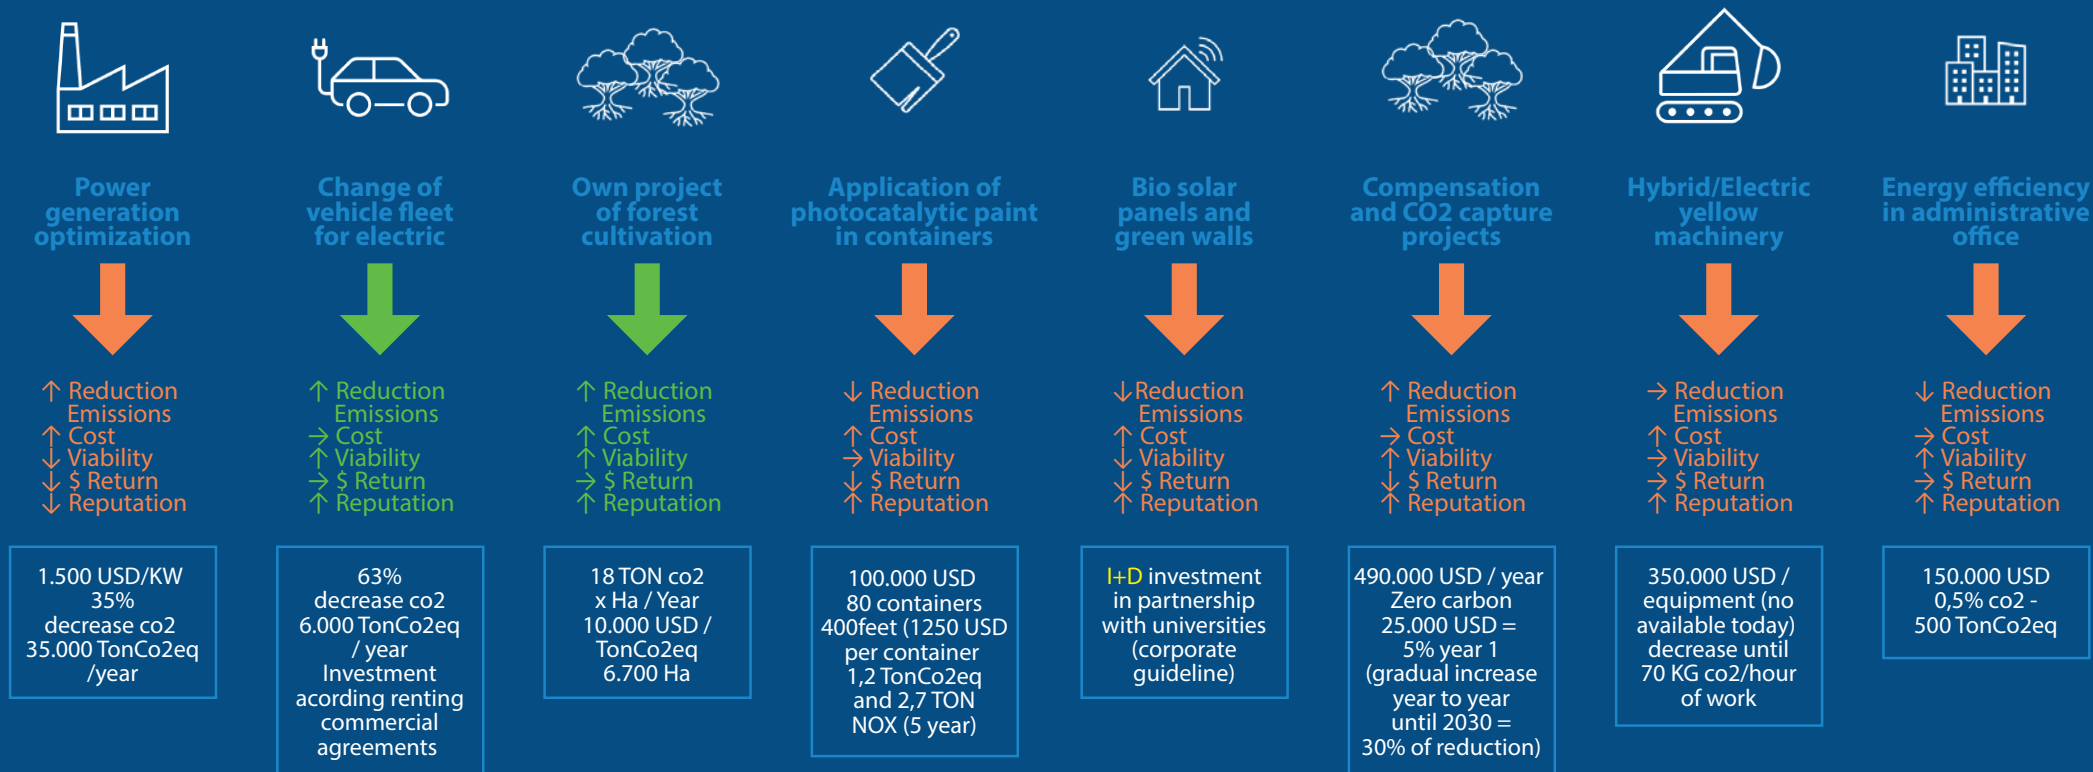 Power
generation
optimization
↑ Reduction
Emissions
↑ Cost
↓ Viability
↓ $ Return
↓ Reputation
1.500 USD/KW
35%
decrease co2
35.000 TonCo2eq
/year
Change of
vehicle fleet
for electric
↑ Reduction
Emissions
→ Cost
↑ Viability
→ $ Return
↑ Reputation
63%
decrease co2
6.000 TonCo2eq
/ year
Investment
acording renting
commercial
agreements
Own project
of forest
cultivation
↑ Reduction
Emissions
↑ Cost
↑ Viability
→ $ Return
↑ Reputation
18 TON co2
x Ha / Year
10.000 USD /
TonCo2eq
6.700 Ha
Application of
photocatalytic paint
in containers
↓ Reduction
Emissions
↑ Cost
→ Viability
↓ $ Return
↑ Reputation
100.000 USD
80 containers
400feet (1250 USD
per container
1,2 TonCo2eq
and 2,7 TON
NOX (5 year)
Bio solar
panels and
green walls
↓ Reduction
Emissions
↑ Cost
↓ Viability
↓ $ Return
↑ Reputation
I+D investment
in partnership
with universities
(corporate
guideline)
Compensation
and CO2 capture
projects
↑ Reduction
Emissions
→ Cost
↑ Viability
↓ $ Return
↑ Reputation
490.000 USD / year
Zero carbon
25.000 USD =
5% year 1
(gradual increase
year to year
until 2030 =
30% of reduction)
Hybrid/Electric
yellow
machinery
→ Reduction
Emissions
↑ Cost
→ Viability
→ $ Return
↑ Reputation
350.000 USD /
equipment (no
available today)
decrease until
70 KG co2/hour
of work
Energy efficiency
in administrative
office
↓ Reduction
Emissions
→ Cost
↑ Viability
→ $ Return
↑ Reputation
150.000 USD
0,5% co2 -
500 TonCo2eq